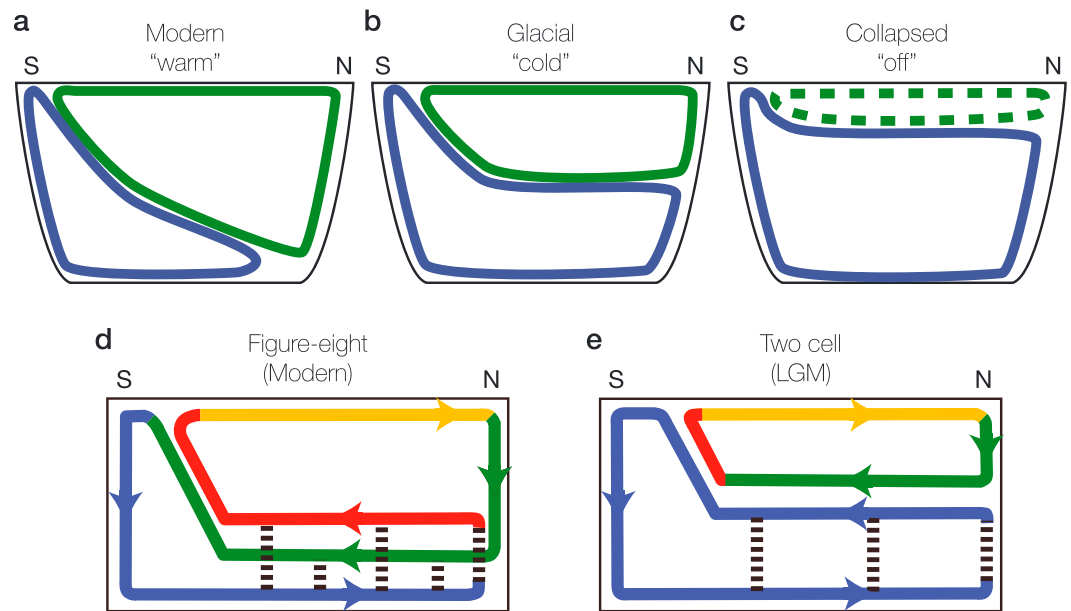 a
Modern
“warm”
S N
b
Glacial
“cold”
S N
c
Collapsed
“off”
S N
d
Figure-eight
(Modern)
S N
e
Two cell
(LGM)
S N